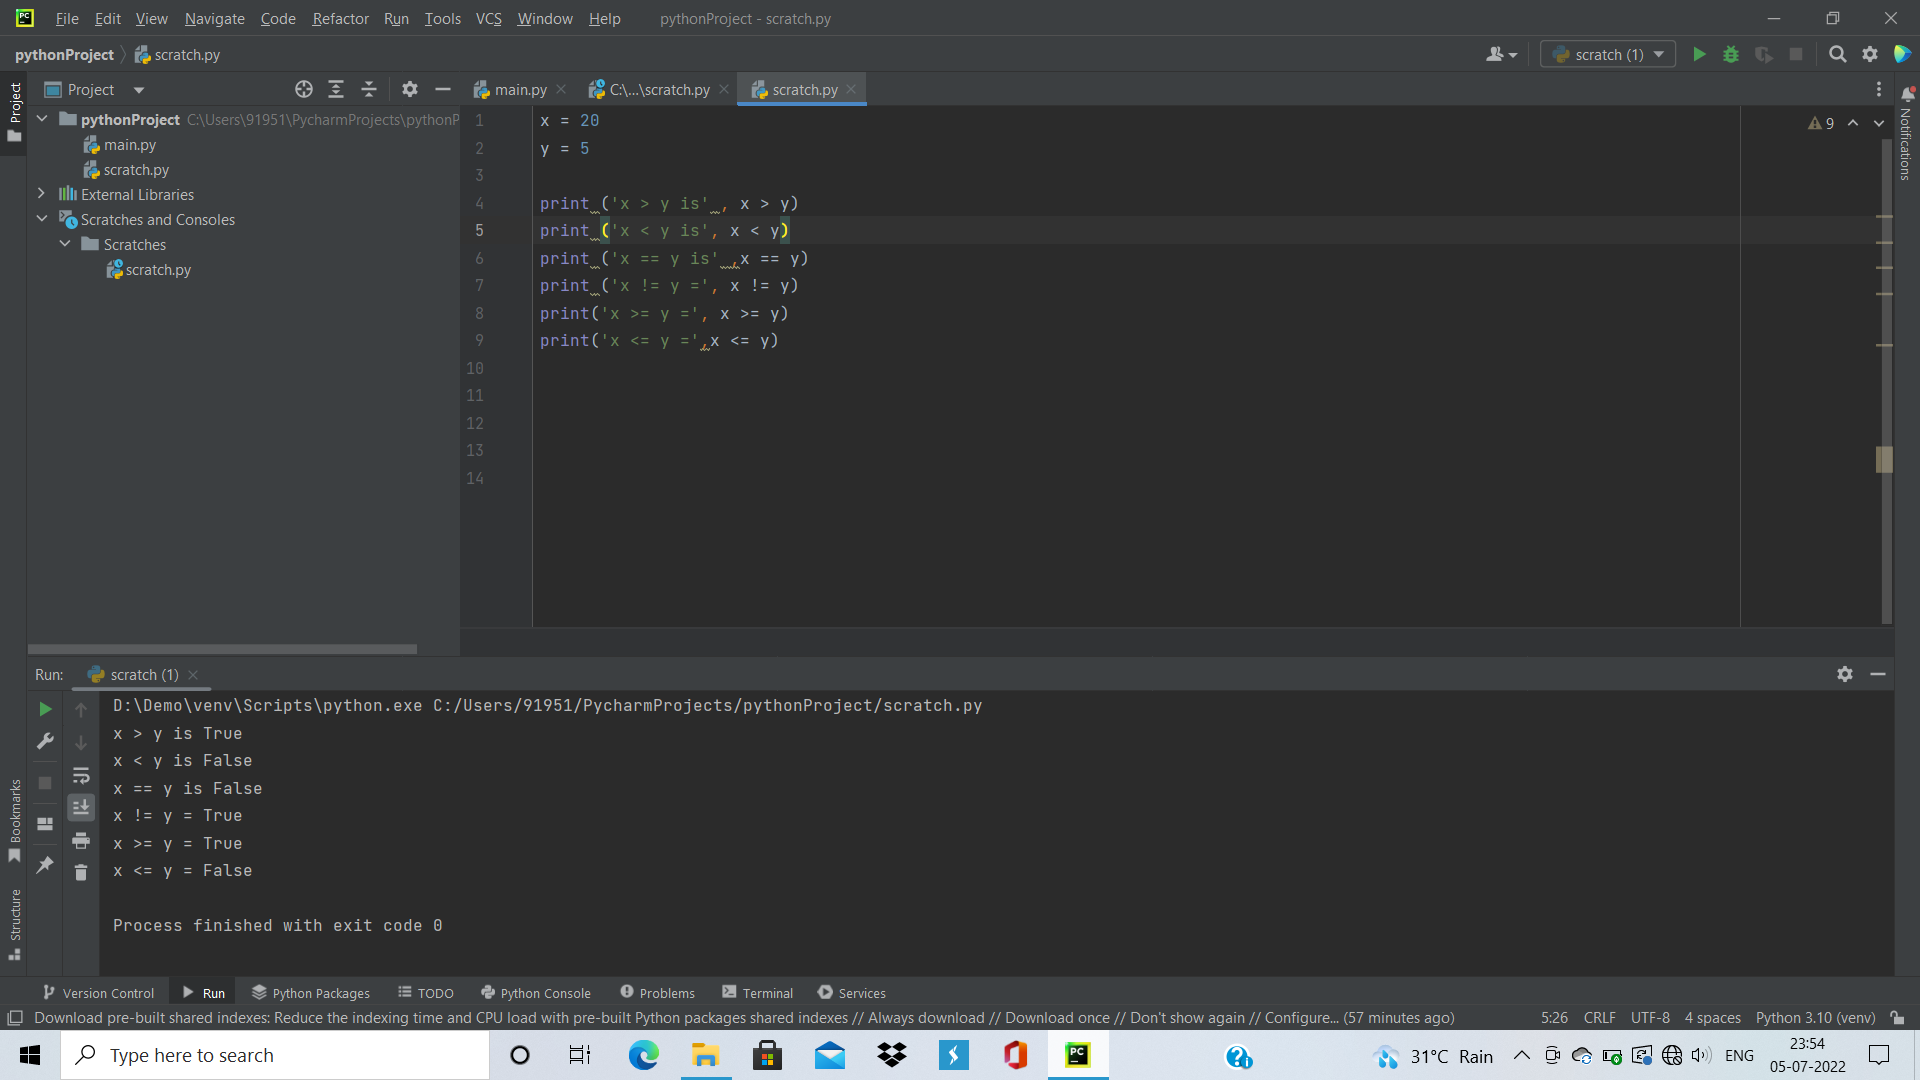 PC
File Edit View Navigate Code Refactor Run Tools VCS Window Help pythonProject - scratch.py
pythonProject scratch.py
scratch (1)
Project
Project
main.py
C:\...\scratch.py
scratch.py
Notifications
pythonProject C:\Users\91951\PycharmProjects\pythonP
main.py
scratch.py
External Libraries
Scratches and Consoles
Scratches
scratch.py
9
1 x = 20
2 y = 5
3
4 print ('x > y is' , x > y)
5 print ('x < y is', x < y)
6 print ('x == y is' ,x == y)
7 print ('x != y =', x != y)
8 print('x >= y =', x >= y)
9 print('x <= y =',x <= y)
10
11
12
13
14
Run: scratch (1)
D:\Demo\venv\Scripts\python.exe C:/Users/91951/PycharmProjects/pythonProject/scratch.py
x > y is True
x < y is False
x == y is False
x != y = True
x >= y = True
x <= y = False
Process finished with exit code 0
Bookmarks
Structure
Version Control Run Python Packages TODO Python Console Problems Terminal Services
Download pre-built shared indexes: Reduce the indexing time and CPU load with pre-built Python packages shared indexes // Always download // Download once // Don't show again // Configure... (57 minutes ago) 5:26 CRLF UTF-8 4 spaces Python 3.10 (venv)
Type here to search
PC
31°C Rain
ENG
23:54
05-07-2022